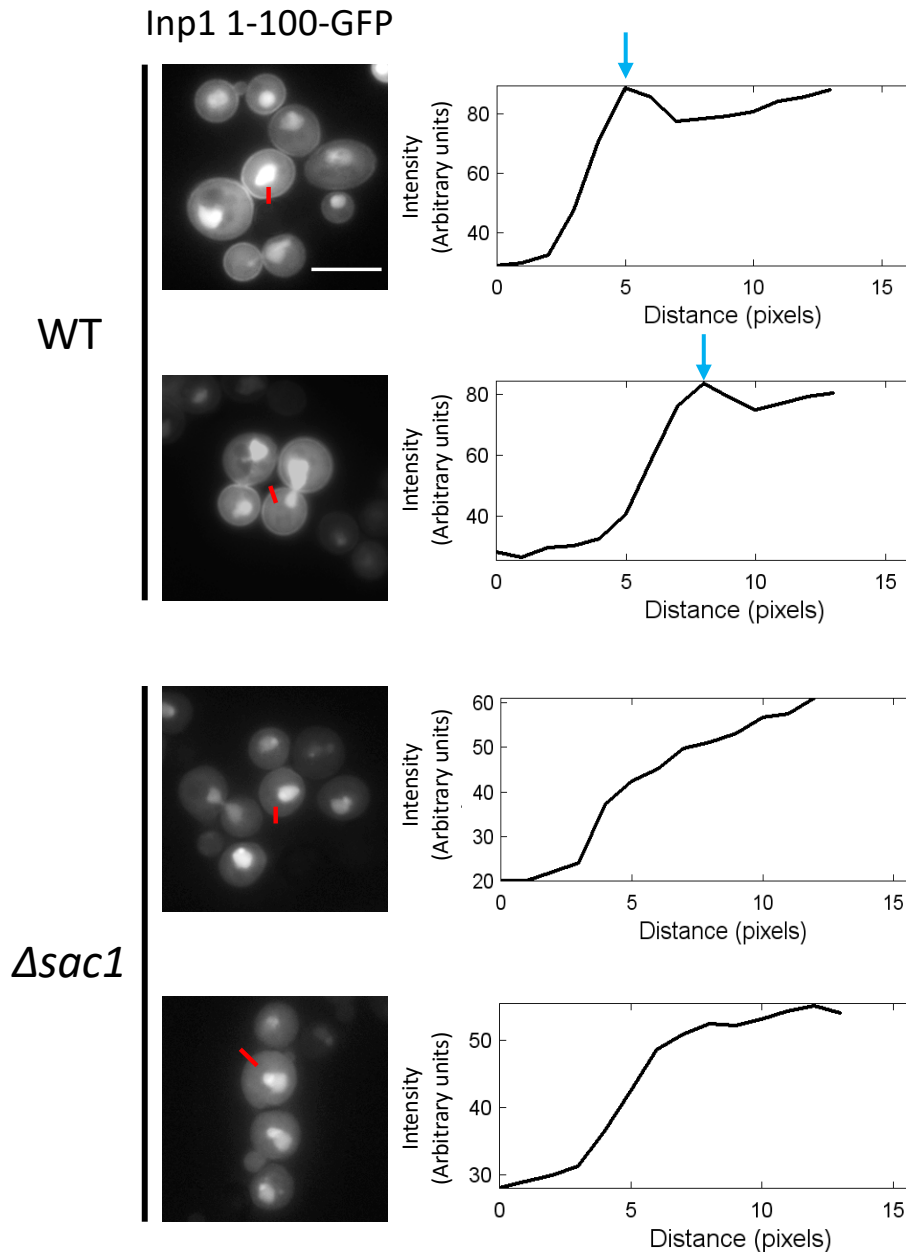 Inp1 1-100-GFP
WT
Intensity
(Arbitrary units)
80
60
40
0
5
10
15
Distance (pixels)
Intensity
(Arbitrary units)
80
60
40
0
5
10
15
Distance (pixels)
Δsac1
Intensity
(Arbitrary units)
60
50
40
30
20
0
5
10
15
Distance (pixels)
Intensity
(Arbitrary units)
50
40
30
0
5
10
15
Distance (pixels)